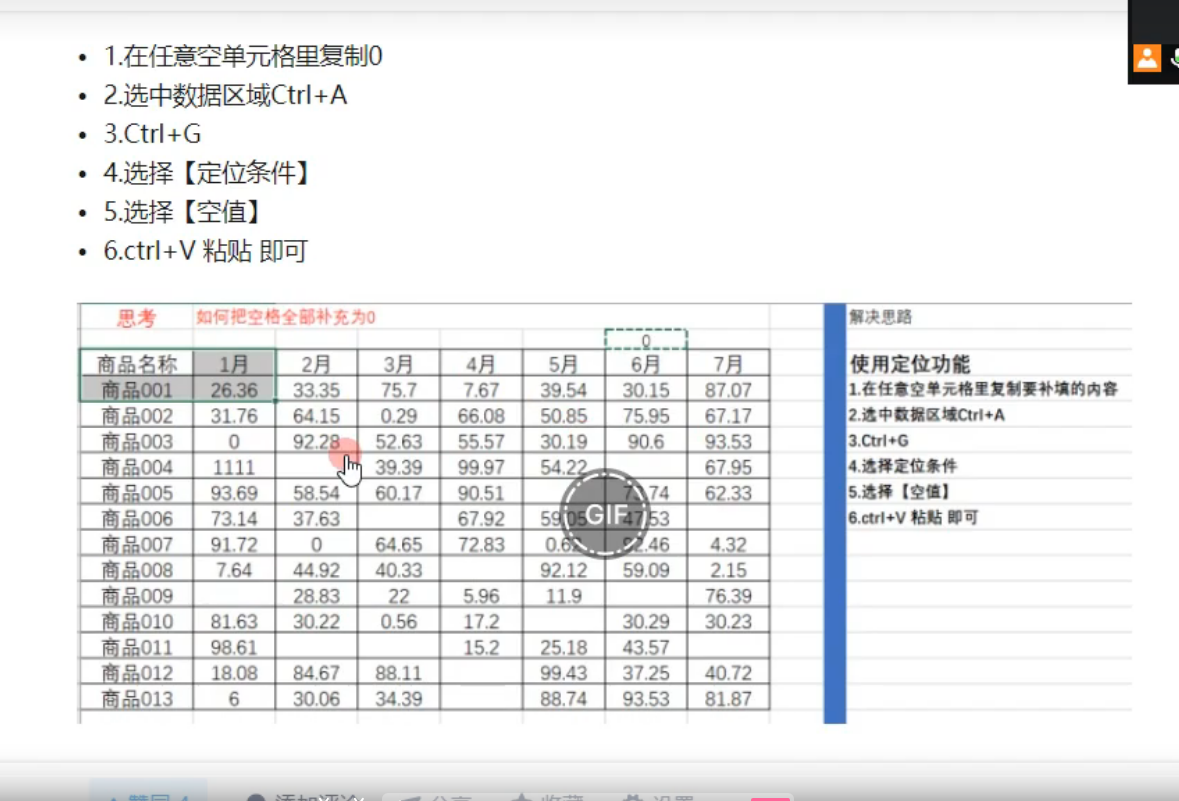 1.在任意空单元格里复制0
2.选中数据区域Ctrl+A
3.Ctrl+G
4.选择【定位条件】
5.选择【空值】
6.ctrl+V 粘贴 即可
思考 如何把空格全部补充为0 解决思路
0
商品名称 1月 2月 3月 4月 5月 6月 7月 使用定位功能
商品001 26.36 33.35 75.7 7.67 39.54 30.15 87.07 1.在任意空单元格里复制要补填的内容
商品002 31.76 64.15 0.29 66.08 50.85 75.95 67.17 2.选中数据区域Ctrl+A
商品003 0 92.28 52.63 55.57 30.19 90.6 93.53 3.Ctrl+G
商品004 1111 39.39 99.97 54.22 67.95 4.选择定位条件
商品005 93.69 58.54 60.17 90.51 62.33 5.选择【空值】
商品006 73.14 37.63 67.92 GIF 6.ctrl+V 粘贴 即可
商品007 91.72 0 64.65 72.83 4.32
商品008 7.64 44.92 40.33 92.12 59.09 2.15
商品009 28.83 22 5.96 11.9 76.39
商品010 81.63 30.22 0.56 17.2 30.29 30.23
商品011 98.61 15.2 25.18 43.57
商品012 18.08 84.67 88.11 99.43 37.25 40.72
商品013 6 30.06 34.39 88.74 93.53 81.87